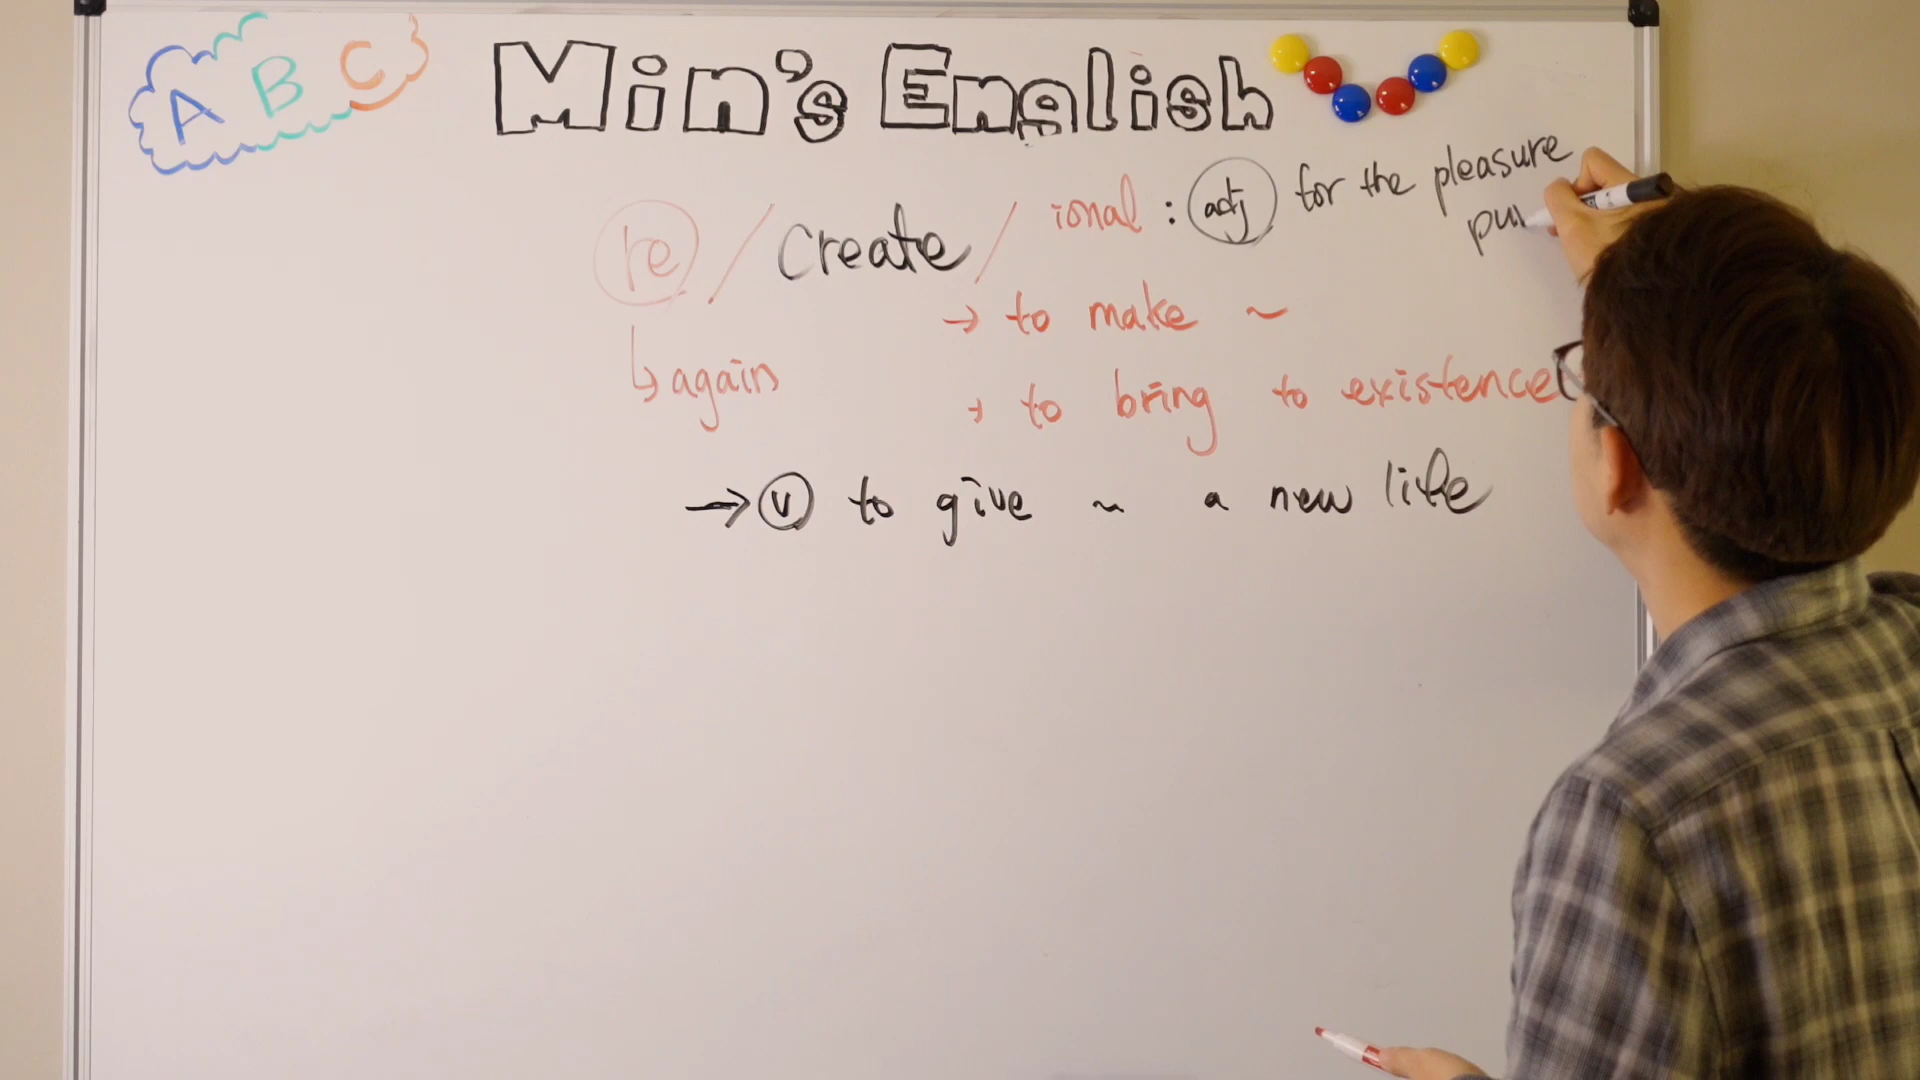 A B C
Min's English
re / Create / ional : adj for the pleasure
pur
→ to make ~
↳ again
→ to bring to existence
→ v to give ~ a new life